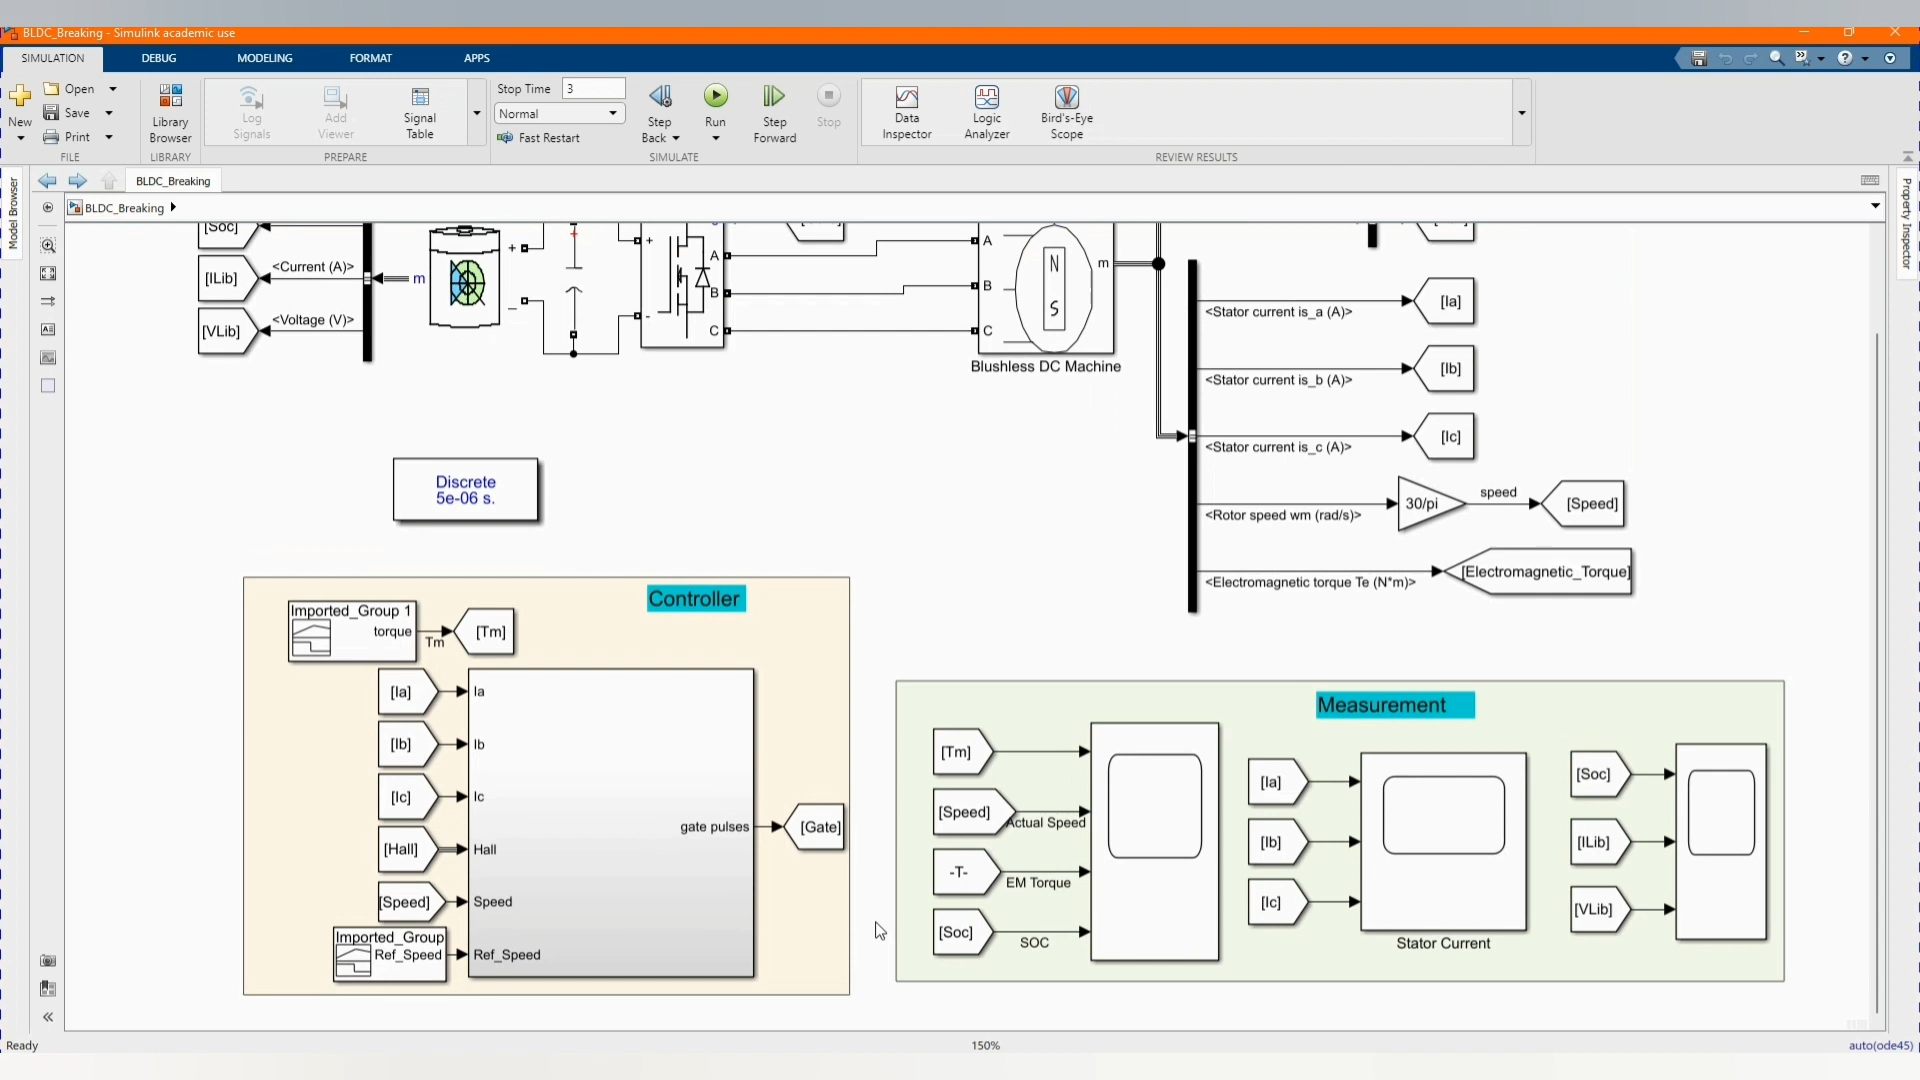 BLDC_Breaking - Simulink academic use
SIMULATION DEBUG MODELING FORMAT APPS
New
Open
Save
Print
FILE
Library
Browser
LIBRARY
Log
Signals
Add
Viewer
Signal
Table
PREPARE
Stop Time 3
Normal
Fast Restart
Step
Back
Run
Step
Forward
Stop
SIMULATE
Data
Inspector
Logic
Analyzer
Bird's-Eye
Scope
REVIEW RESULTS
Model Browser
BLDC_Breaking
BLDC_Breaking
Property Inspector
[Soc]
<Current (A)>
[ILib]
m
<Voltage (V)>
[VLib]
+
+
-
A
B
C
A
B
C
N
S
m
Blushless DC Machine
<Stator current is_a (A)>
[Ia]
<Stator current is_b (A)>
[Ib]
<Stator current is_c (A)>
[Ic]
<Rotor speed wm (rad/s)>
30/pi
speed
[Speed]
<Electromagnetic torque Te (N*m)>
[Electromagnetic_Torque]
Discrete
5e-06 s.
Controller
Imported_Group 1
torque
Tm
[Tm]
[Ia] Ia
[Ib] Ib
[Ic] Ic
[Hall] Hall
[Speed] Speed
Imported_Group
Ref_Speed Ref_Speed
gate pulses
[Gate]
Measurement
[Tm]
[Speed]
Actual Speed
-T-
EM Torque
[Soc]
SOC
[Ia]
[Ib]
[Ic]
Stator Current
[Soc]
[ILib]
[VLib]
Ready
150%
auto(ode45)